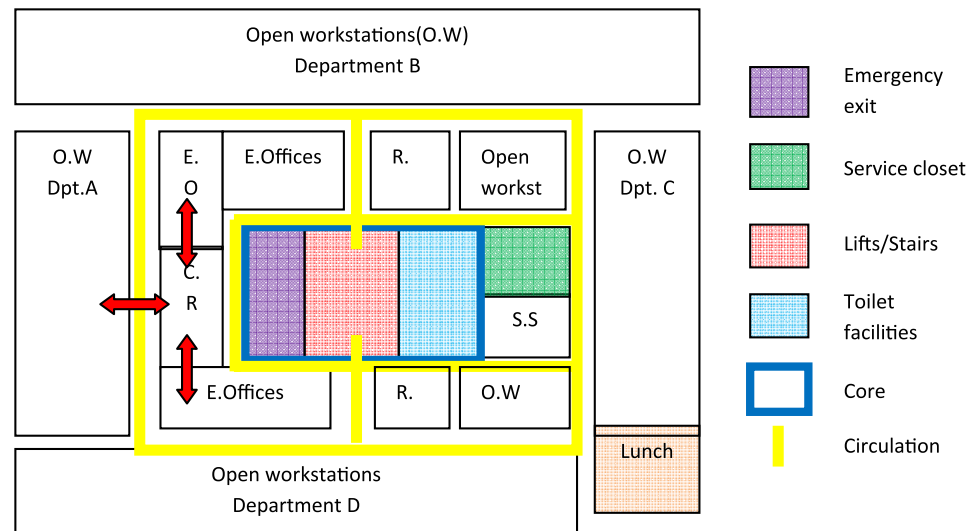 Open workstations(O.W)
Department B
O.W
Dpt.A
E.
O
E.Offices
R.
Open
workst
O.W
Dpt. C
C.
R
S.S
E.Offices
R.
O.W
Lunch
Open workstations
Department D
Emergency
exit
Service closet
Lifts/Stairs
Toilet
facilities
Core
Circulation